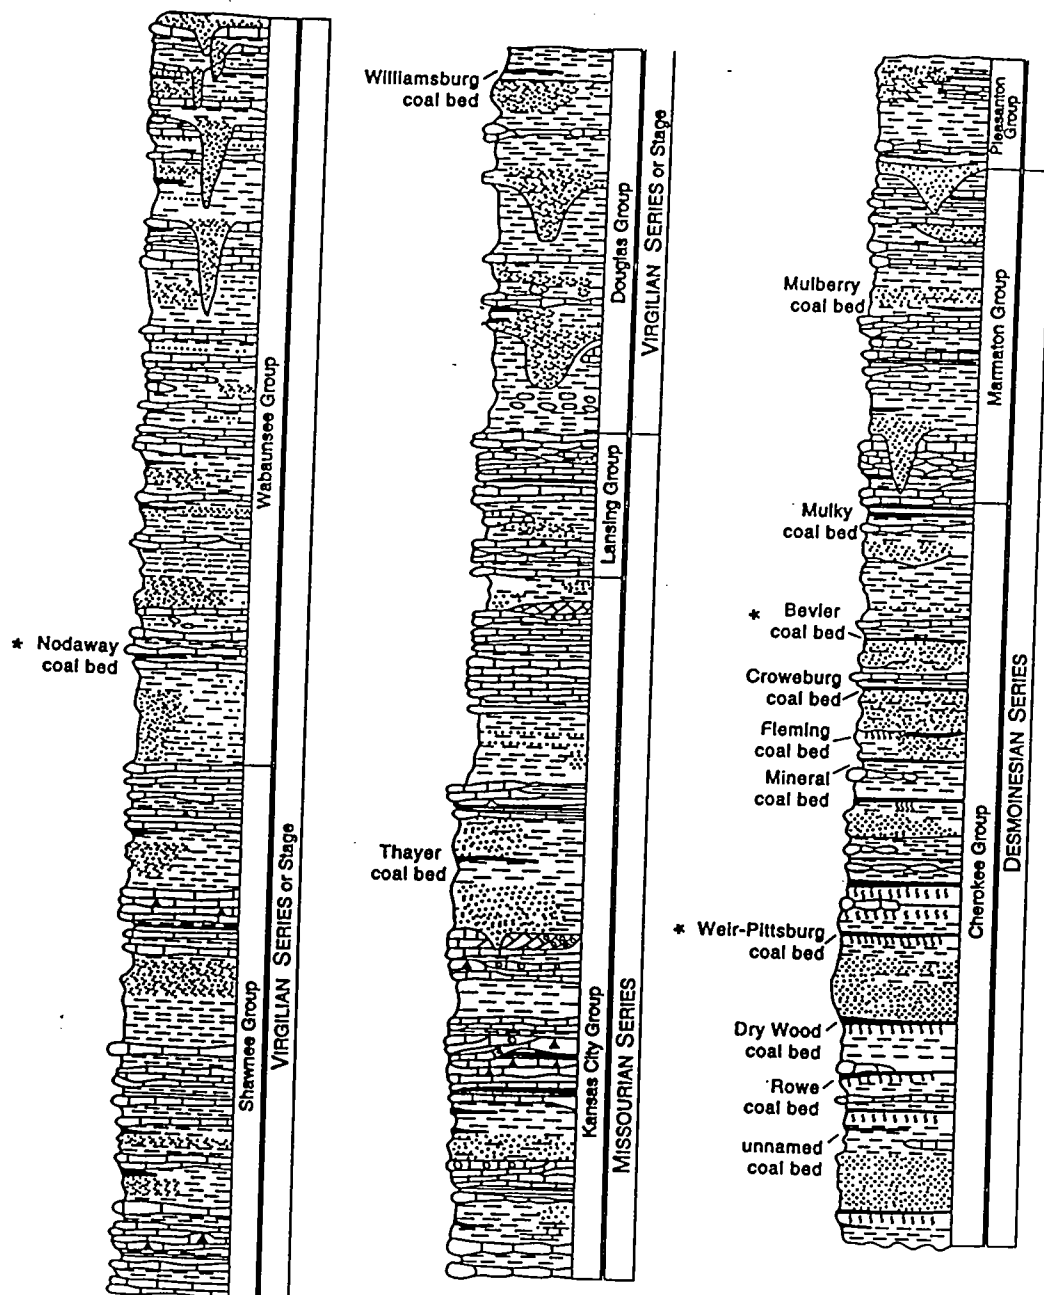 * Nodaway
coal bed
Wabaunsee Group
Shawnee Group
VIRGILIAN SERIES or Stage
Williamsburg
coal bed
Thayer
coal bed
Douglas Group
Lansing Group
Kansas City Group
VIRGILIAN SERIES or Stage
MISSOURIAN SERIES
Mulberry
coal bed
Mulky
coal bed
* Bevier
coal bed
Croweburg
coal bed
Fleming
coal bed
Mineral
coal bed
* Weir-Pittsburg
coal bed
Dry Wood
coal bed
Rowe
coal bed
unnamed
coal bed
Pleasanton
Group
Marmaton Group
Cherokee Group
DESMOINESIAN SERIES